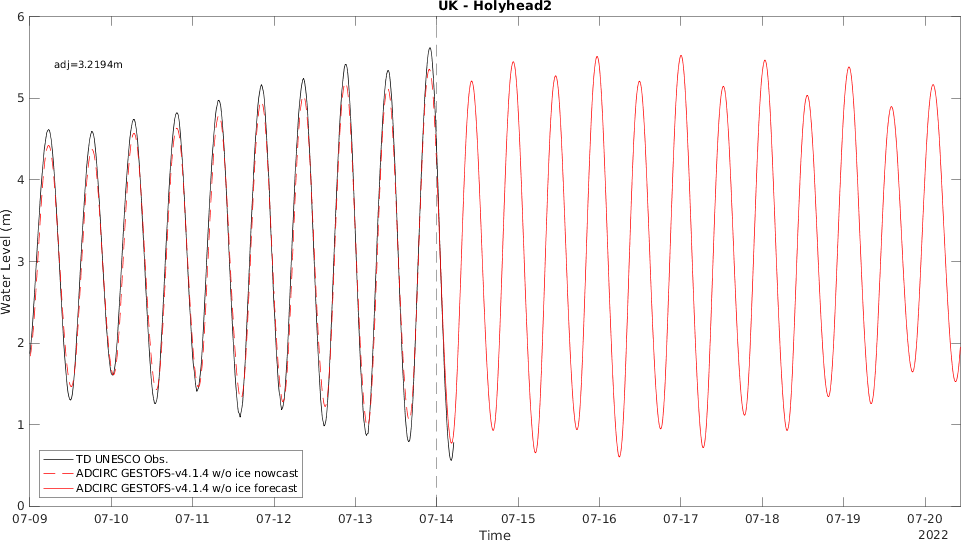 UK - Holyhead2
adj=3.2194m
Water Level (m)
6
5
4
3
2
1
0
TD UNESCO Obs.
ADCIRC GESTOFS-v4.1.4 w/o ice nowcast
ADCIRC GESTOFS-v4.1.4 w/o ice forecast
07-09 07-10 07-11 07-12 07-13 07-14 07-15 07-16 07-17 07-18 07-19 07-20
Time
2022